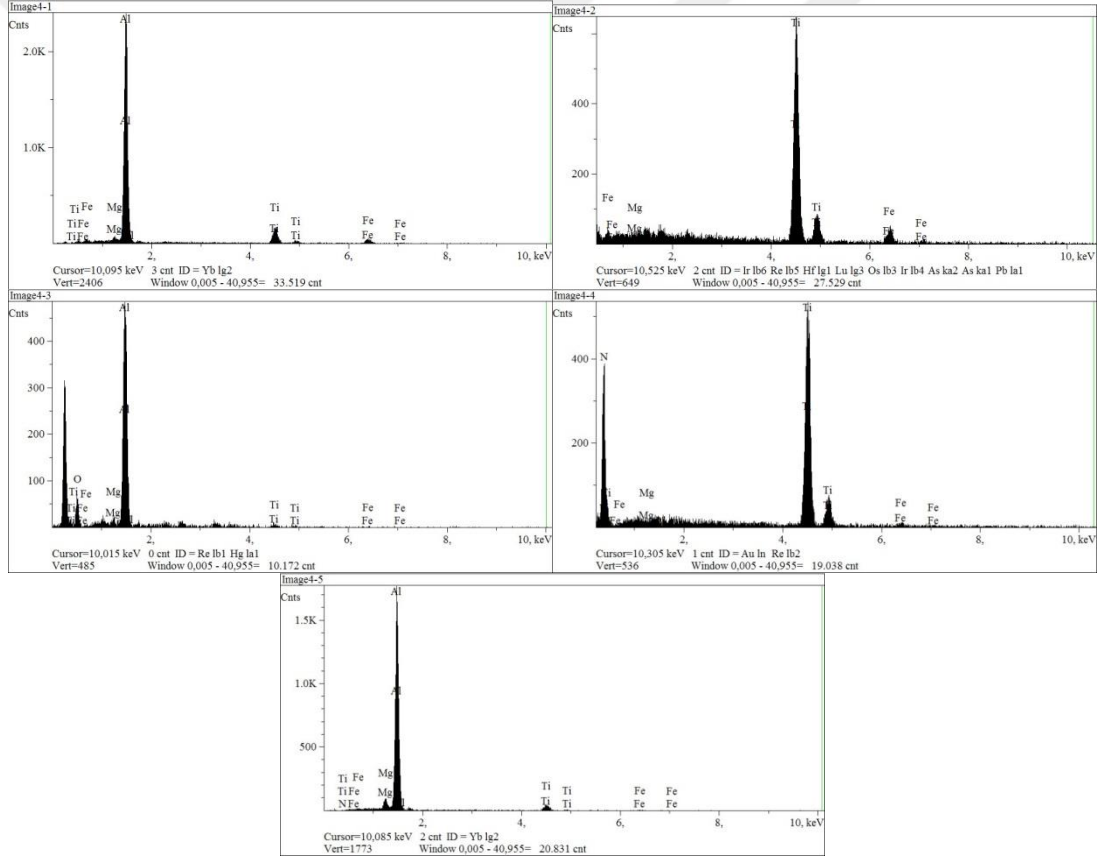 Image4-1
Cnts
Al
2.0K
Al
1.0K
Ti Fe Mg Ti Fe Fe
Ti Fe Ti
Ti Fe Mg Ti Ti Fe Fe
2, 4, 6, 8, 10, keV
Cursor=10,095 keV 3 cnt ID = Yb lg2
Vert=2406 Window 0,005 - 40,955= 33.519 cnt
Image4-2
Cnts
Ti
400
200
Ti
Fe Mg Fe Fe
Fe Mg Fe Fe
2, 4, 6, 8, 10, keV
Cursor=10,525 keV 2 cnt ID = Ir lb6 Re lb5 Hf lg1 Lu lg3 Os lb3 Ir lb4 As ka2 As ka1 Pb la1
Vert=649 Window 0,005 - 40,955= 27.529 cnt
Image4-3
Cnts
Al
400
300
Al
200
100
O
Ti Fe Mg Ti Ti Fe Fe
Ti Fe Mg Ti Ti Fe Fe
2, 4, 6, 8, 10, keV
Cursor=10,015 keV 0 cnt ID = Re lb1 Hg la1
Vert=485 Window 0,005 - 40,955= 10.172 cnt
Image4-4
Cnts
Ti
N
400
200
Ti
Fe Mg Fe Fe
Fe Mg Fe Fe
2, 4, 6, 8, 10, keV
Cursor=10,305 keV 1 cnt ID = Au ln Re lb2
Vert=536 Window 0,005 - 40,955= 19.038 cnt
Image4-5
Cnts
Al
1.5K
1.0K
Al
500
Ti Fe Mg Ti Fe Fe
Ti Fe Mg Ti Ti Fe Fe
N Fe Ti
2, 4, 6, 8, 10, keV
Cursor=10,085 keV 2 cnt ID = Yb lg2
Vert=1773 Window 0,005 - 40,955= 20.831 cnt